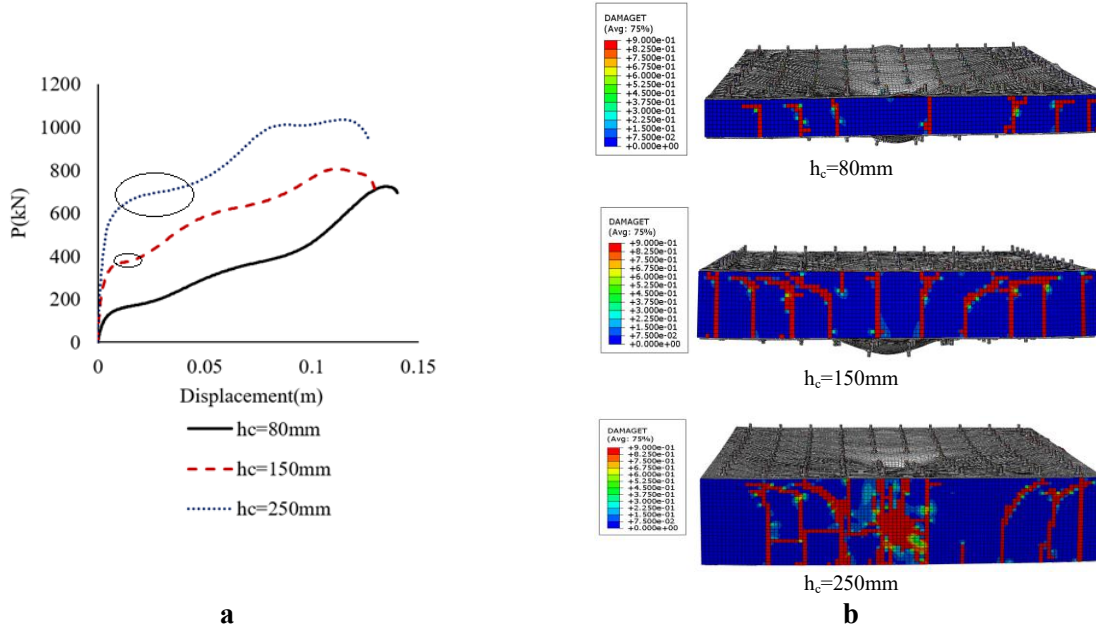 1200
1000
800
600
400
200
0
P(kN)
0
0.05
0.1
0.15
Displacement(m)
hc=80mm
hc=150mm
hc=250mm
a
DAMAGET
(Avg: 75%)
+9.000e-01
+8.250e-01
+7.500e-01
+6.750e-01
+6.000e-01
+5.250e-01
+4.500e-01
+3.750e-01
+3.000e-01
+2.250e-01
+1.500e-01
+7.500e-02
+0.000e+00
hc=80mm
DAMAGET
(Avg: 75%)
+9.000e-01
+8.250e-01
+7.500e-01
+6.750e-01
+6.000e-01
+5.250e-01
+4.500e-01
+3.750e-01
+3.000e-01
+2.250e-01
+1.500e-01
+7.500e-02
+0.000e+00
hc=150mm
DAMAGET
(Avg: 75%)
+9.000e-01
+8.250e-01
+7.500e-01
+6.750e-01
+6.000e-01
+5.250e-01
+4.500e-01
+3.750e-01
+3.000e-01
+2.250e-01
+1.500e-01
+7.500e-02
+0.000e+00
hc=250mm
b